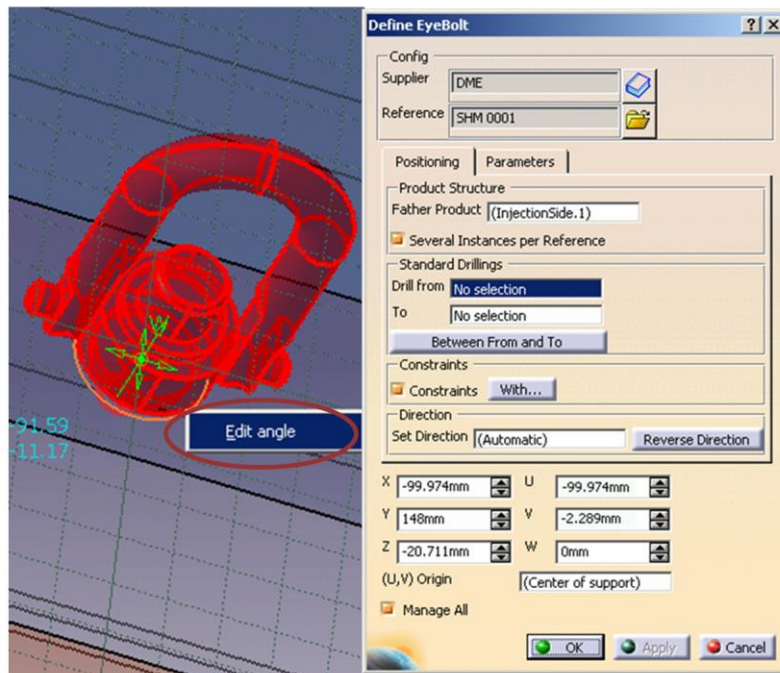 Define EyeBolt
Config
Supplier DME
Reference SHM 0001
Positioning Parameters
Product Structure
Father Product (InjectionSide.1)
Several Instances per Reference
Standard Drillings
Drill from No selection
To No selection
Between From and To
Constraints
Constraints With...
Direction
Set Direction (Automatic) Reverse Direction
X -99.974mm U -99.974mm
Y 148mm V -2.289mm
Z -20.711mm W 0mm
(U,V) Origin (Center of support)
Manage All
OK Apply Cancel
Edit angle
-91.59
-11.17